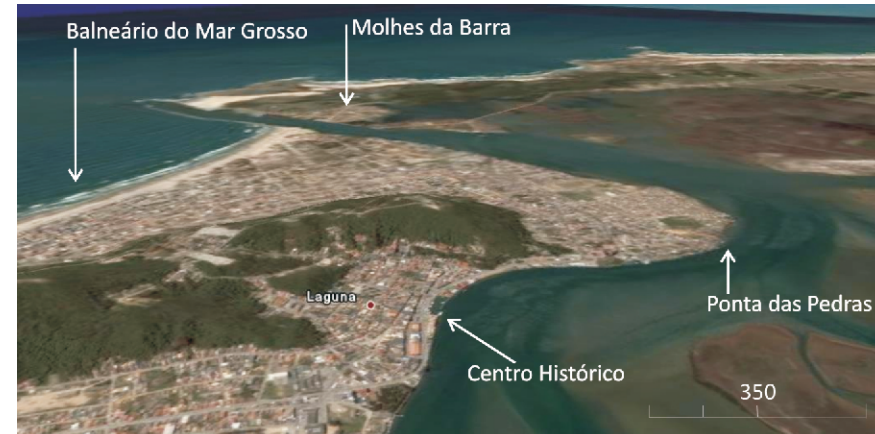 Balneário do Mar Grosso
Molhes da Barra
Laguna
Ponta das Pedras
Centro Histórico
350